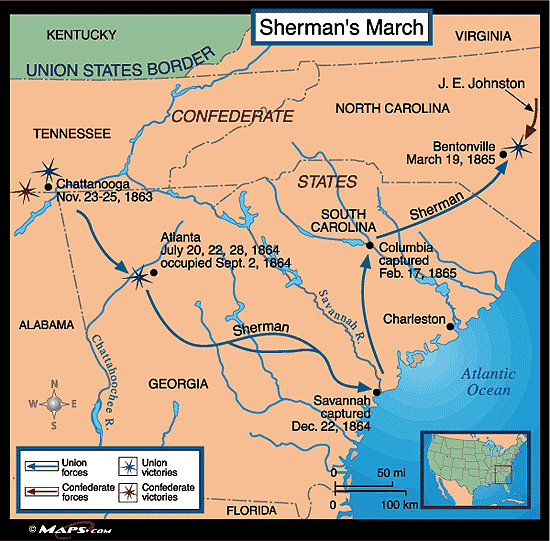 Sherman's March
KENTUCKY
VIRGINIA
UNION STATES BORDER
J. E. Johnston
CONFEDERATE
NORTH CAROLINA
TENNESSEE
Bentonville
March 19, 1865
Chattanooga
Nov. 23-25, 1863
STATES
Sherman
SOUTH
CAROLINA
Atlanta
July 20, 22, 28, 1864
occupied Sept. 2, 1864
Columbia
captured
Feb. 17, 1865
Savannah R.
Charleston
ALABAMA
Sherman
Chattahoochee R.
Atlantic
Ocean
N
W
E
S
GEORGIA
Savannah
captured
Dec. 22, 1864
Union
forces
Union
victories
Confederate
forces
Confederate
victories
0 50 mi
0 100 km
FLORIDA
© MAPS.COM